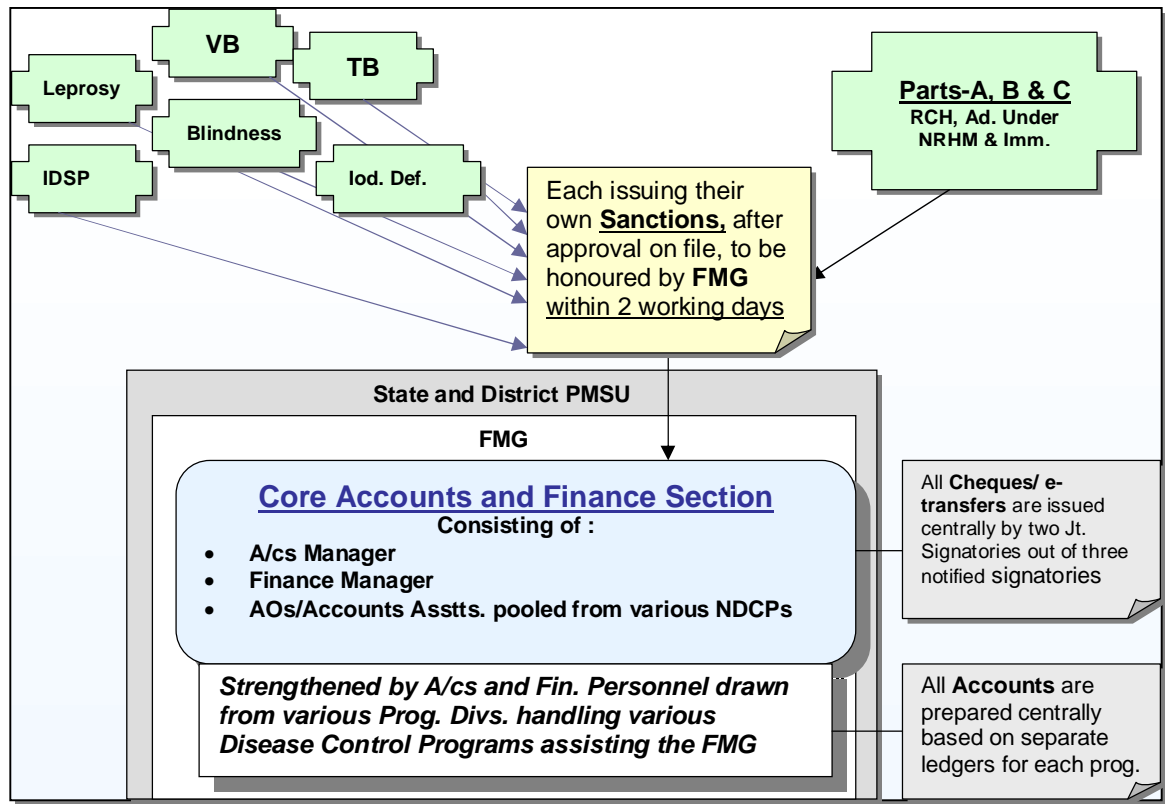 VB
TB
Leprosy
Blindness
IDSP
Iod. Def.
Parts-A, B & C
RCH, Ad. Under
NRHM & Imm.
Each issuing their
own Sanctions, after
approval on file, to be
honoured by FMG
within 2 working days
State and District PMSU
FMG
Core Accounts and Finance Section
Consisting of :
• A/cs Manager
• Finance Manager
• AOs/Accounts Asstts. pooled from various NDCPs
Strengthened by A/cs and Fin. Personnel drawn
from various Prog. Divs. handling various
Disease Control Programs assisting the FMG
All Cheques/ e-
transfers are issued
centrally by two Jt.
Signatories out of three
notified signatories
All Accounts are
prepared centrally
based on separate
ledgers for each prog.